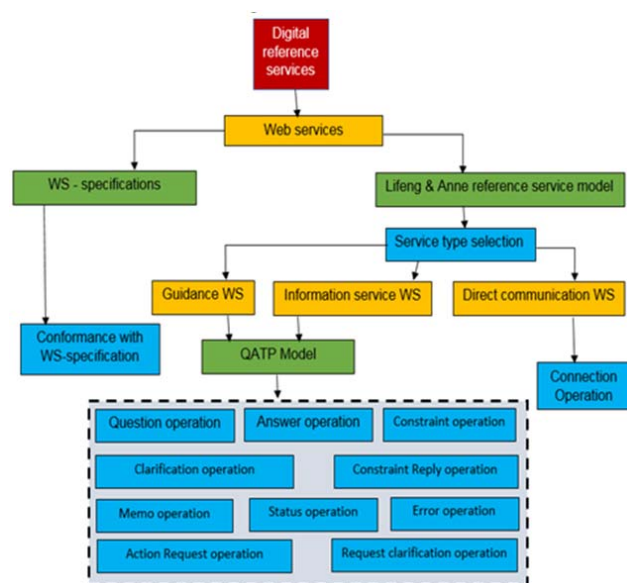 Digital
reference
services
Web services
WS - specifications
Lifeng & Anne reference service model
Service type selection
Guidance WS
Information service WS
Direct communication WS
Conformance with
WS-specification
QATP Model
Connection
Operation
Question operation
Answer operation
Constraint operation
Clarification operation
Constraint Reply operation
Memo operation
Status operation
Error operation
Action Request operation
Request clarification operation